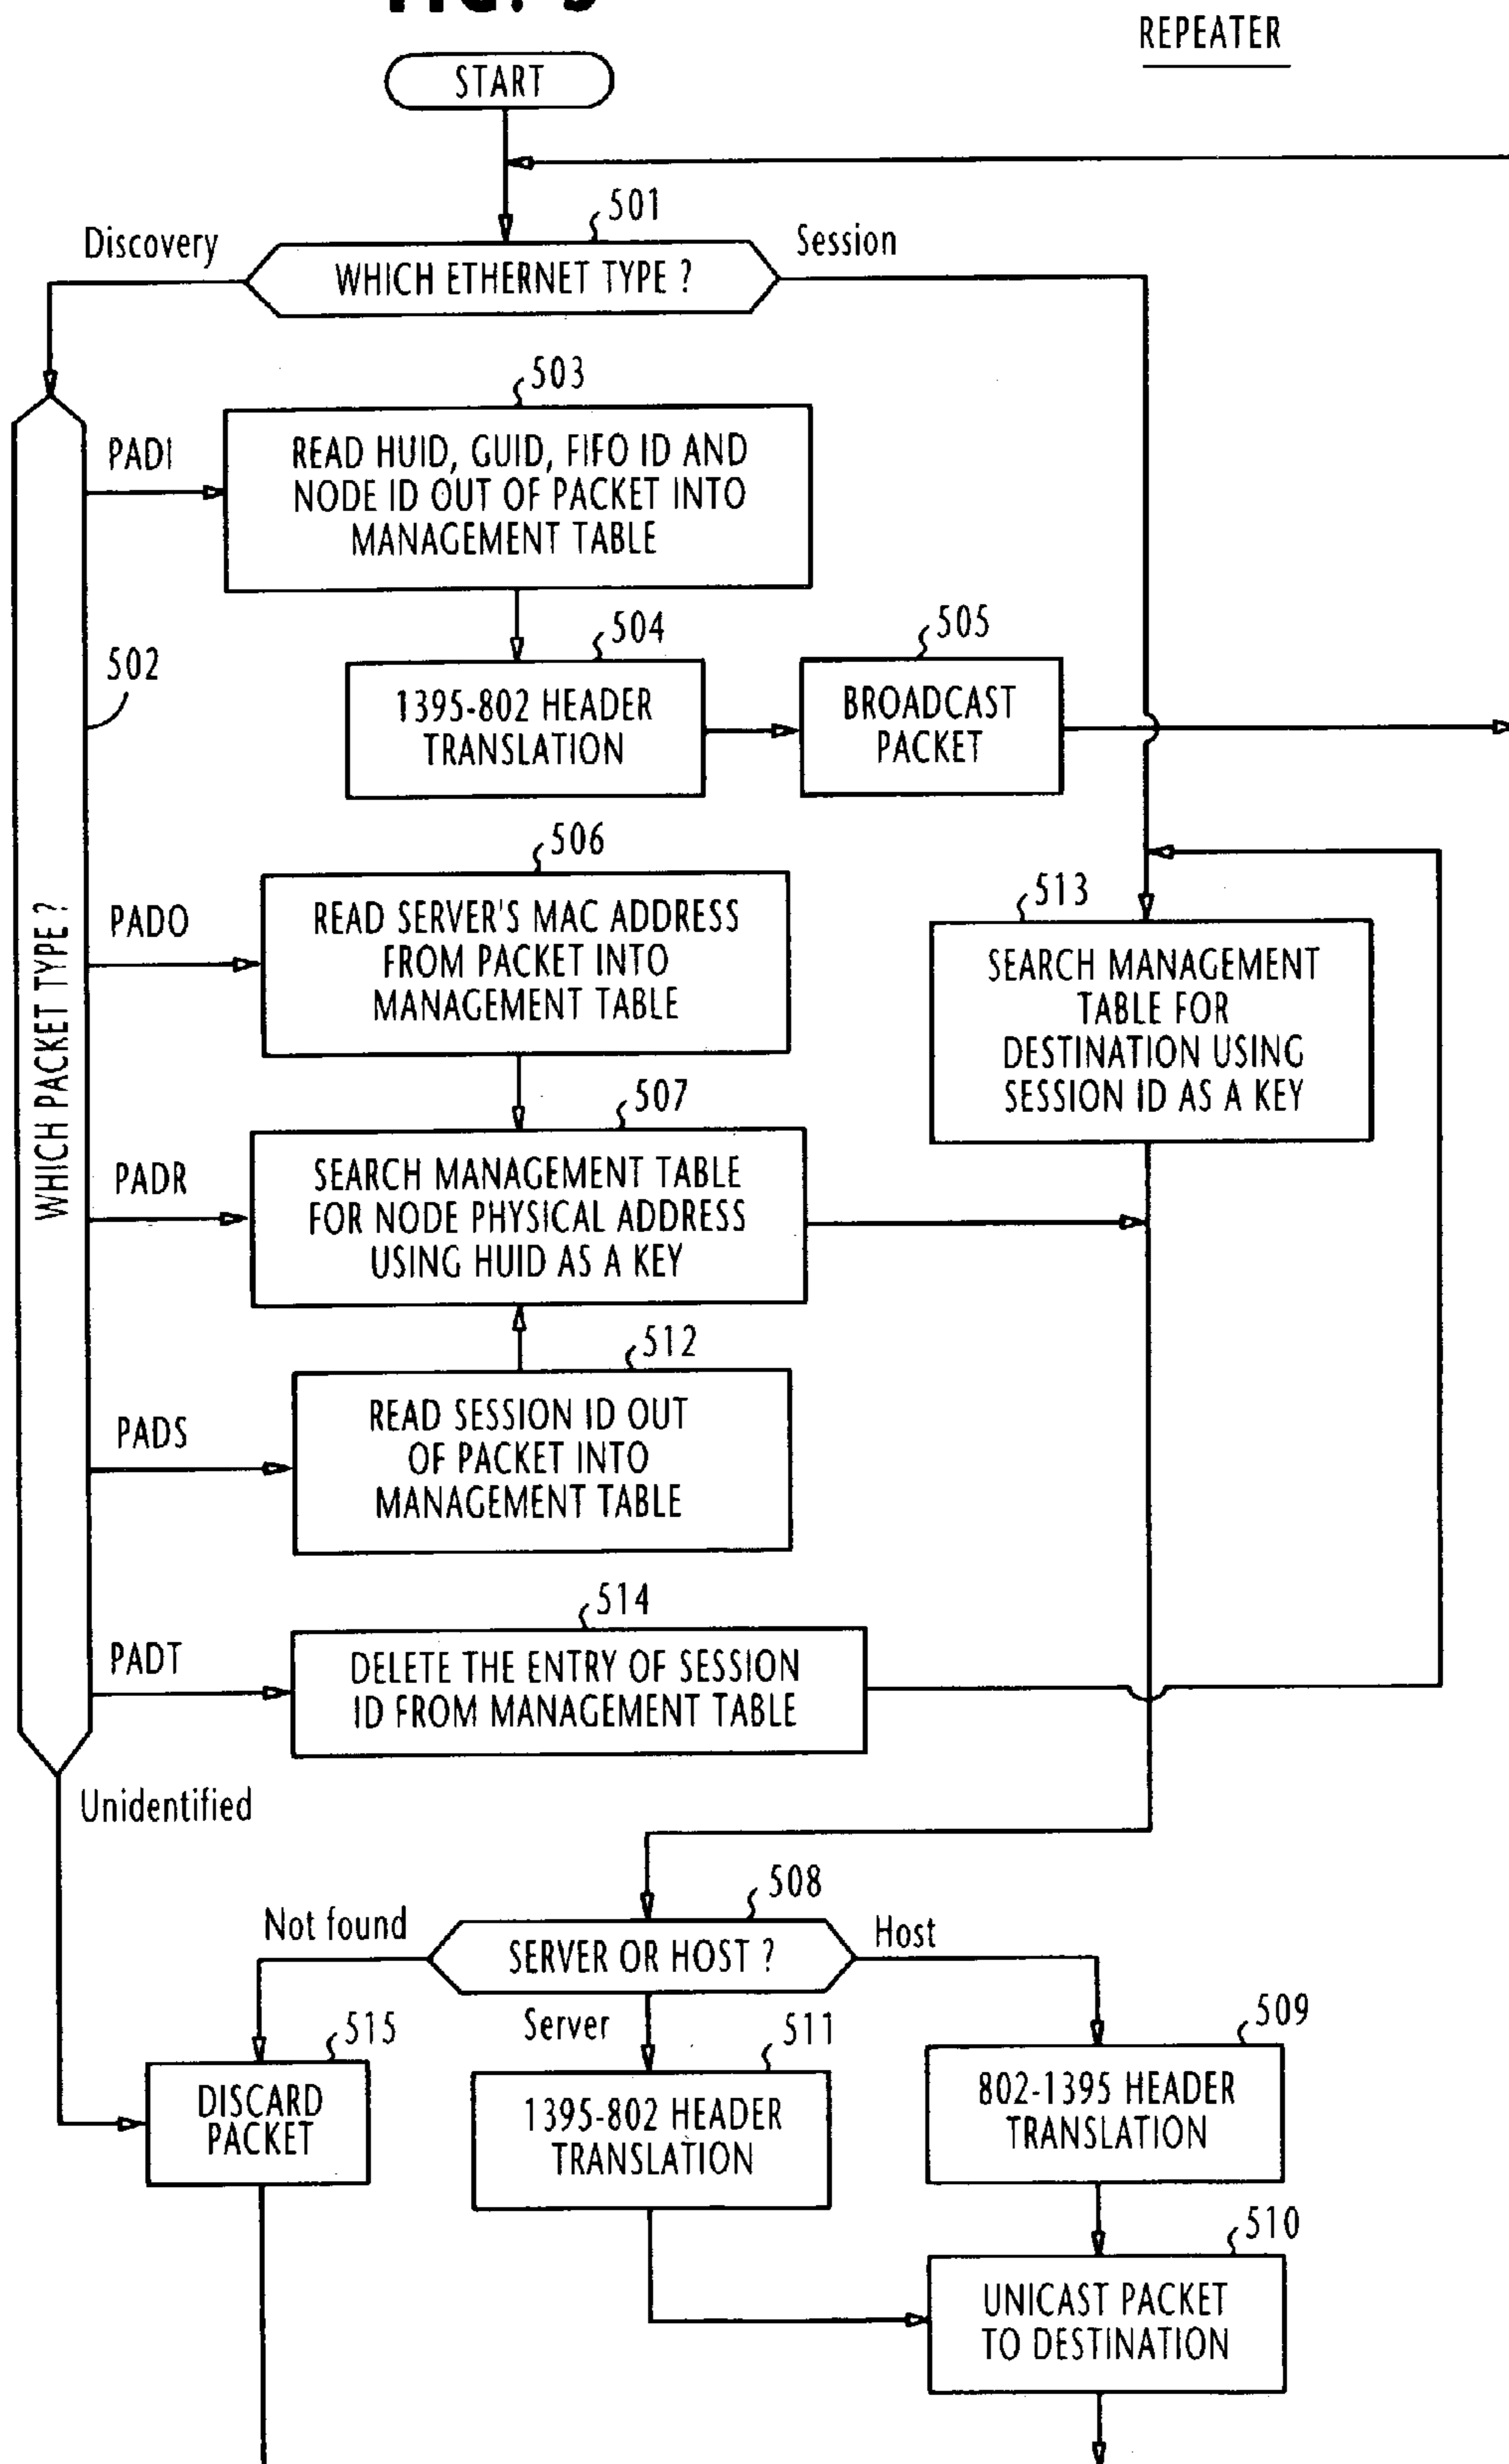 REPEATER
START
501
Discovery
Session
WHICH ETHERNET TYPE ?
503
PADI
READ HUID, GUID, FIFO ID AND
NODE ID OUT OF PACKET INTO
MANAGEMENT TABLE
502
504
1395-802 HEADER
TRANSLATION
505
BROADCAST
PACKET
WHICH PACKET TYPE ?
506
PADO
READ SERVER'S MAC ADDRESS
FROM PACKET INTO
MANAGEMENT TABLE
513
SEARCH MANAGEMENT
TABLE FOR
DESTINATION USING
SESSION ID AS A KEY
507
PADR
SEARCH MANAGEMENT TABLE
FOR NODE PHYSICAL ADDRESS
USING HUID AS A KEY
512
PADS
READ SESSION ID OUT
OF PACKET INTO
MANAGEMENT TABLE
514
PADT
DELETE THE ENTRY OF SESSION
ID FROM MANAGEMENT TABLE
Unidentified
508
Not found
SERVER OR HOST ?
Host
Server
515
DISCARD
PACKET
511
1395-802 HEADER
TRANSLATION
509
802-1395 HEADER
TRANSLATION
510
UNICAST PACKET
TO DESTINATION